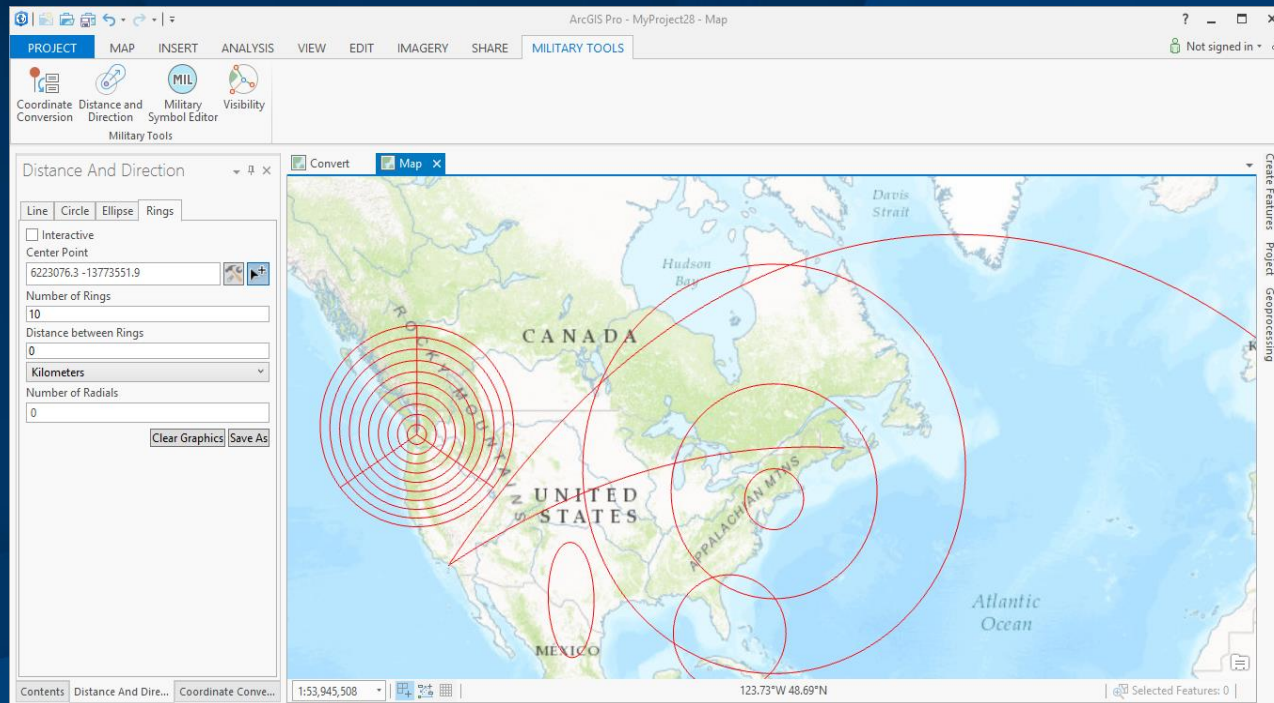 ArcGIS Pro - MyProject28 - Map
?
PROJECT MAP INSERT ANALYSIS VIEW EDIT IMAGERY SHARE MILITARY TOOLS
Not signed in
Coordinate Conversion
Distance and Direction
MIL
Military Symbol Editor
Visibility
Military Tools
Distance And Direction
Line Circle Ellipse Rings
Interactive
Center Point
6223076.3 -13773551.9
Number of Rings
10
Distance between Rings
0
Kilometers
Number of Radials
0
Clear Graphics Save As
Contents Distance And Dire... Coordinate Conve...
Convert Map
Davis
Strait
Hudson
Bay
CANADA
ROCKY MOUNTAINS
UNITED
STATES
APPALACHIAN MTNS
MEXICO
Atlantic
Ocean
1:53,945,508
123.73°W 48.69°N
Selected Features: 0
Create Features
Project
Geoprocessing